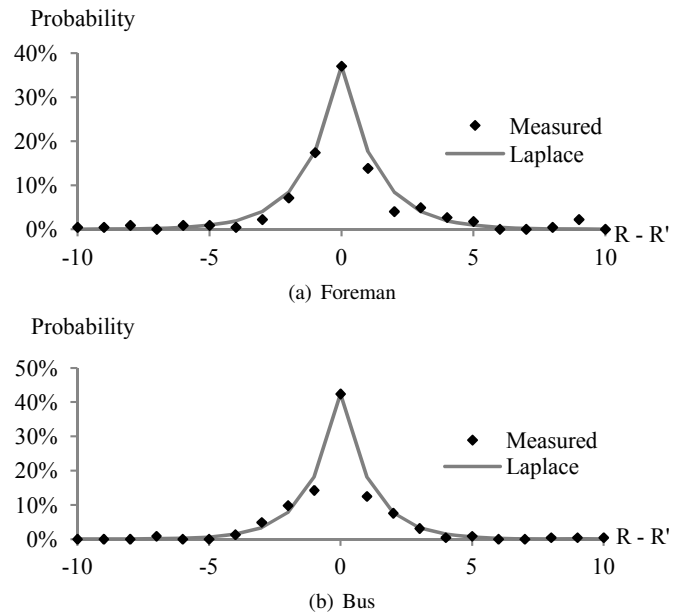 Probability
40%
30%
20%
10%
0%
-10 -5 0 5 10
R - R'
Measured
Laplace
(a) Foreman
Probability
50%
40%
30%
20%
10%
0%
-10 -5 0 5 10
R - R'
Measured
Laplace
(b) Bus